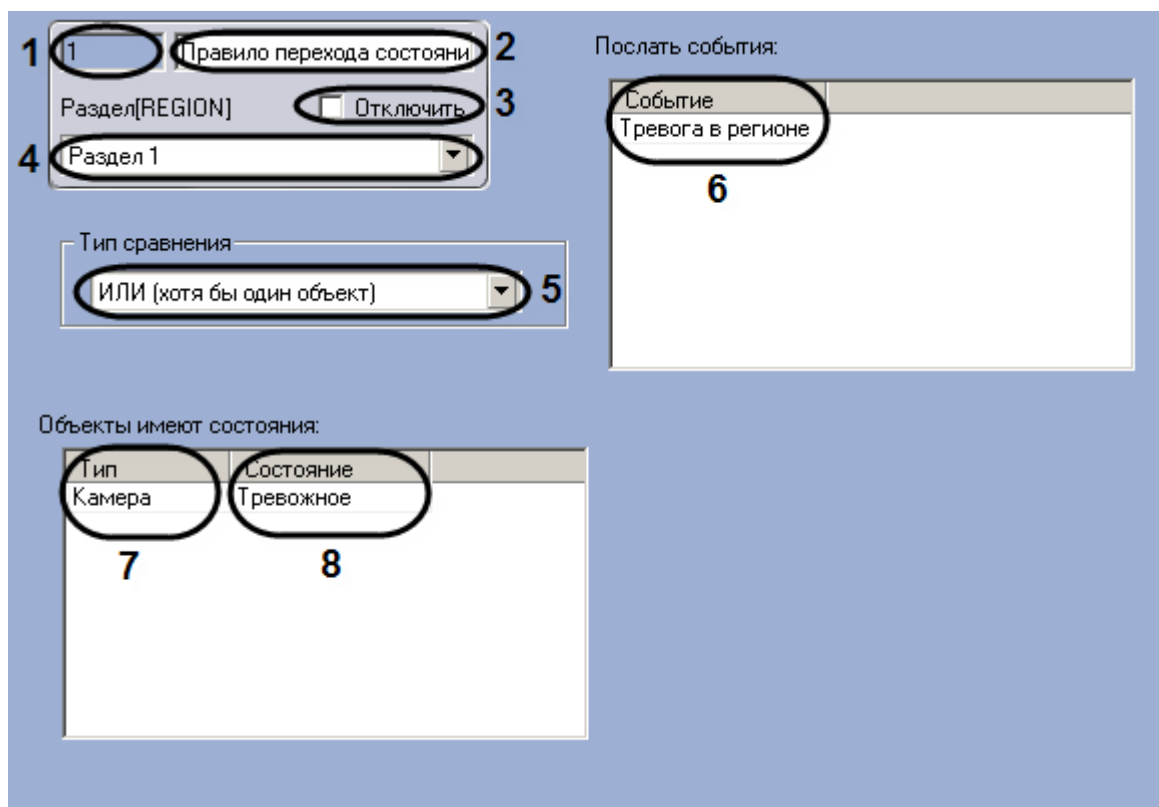 1
1
Правило перехода состояни
2
Раздел[REGION]
Отключить
3
4
Раздел 1
Тип сравнения
ИЛИ (хотя бы один объект)
5
Послать события:
Событие
Тревога в регионе
6
Объекты имеют состояния:
Тип
Состояние
Камера
Тревожное
7
8